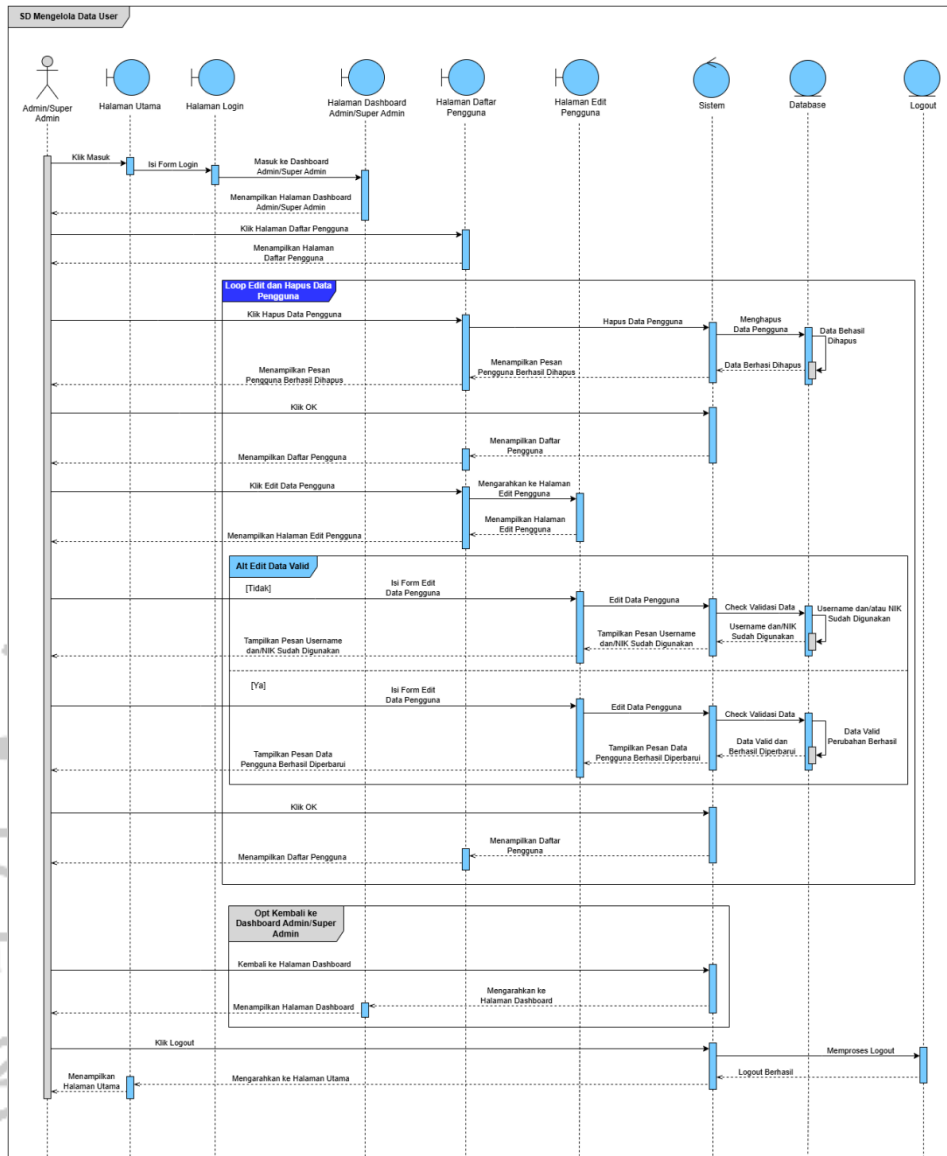 SD Mengelola Data User
Admin/Super
Admin
Halaman Utama
Halaman Login
Halaman Dashboard
Admin/Super Admin
Halaman Daftar
Pengguna
Halaman Edit
Pengguna
Sistem
Database
Logout
Klik Masuk
Isi Form Login
Masuk ke Dashboard
Admin/Super Admin
Menampilkan Halaman Dashboard
Admin/Super Admin
Klik Halaman Daftar Pengguna
Menampilkan Halaman
Daftar Pengguna
Loop Edit dan Hapus Data
Pengguna
Klik Hapus Data Pengguna
Hapus Data Pengguna
Menghapus
Data Pengguna
Data Behasil
Dihapus
Data Berhasi Dihapus
Menampilkan Pesan
Pengguna Berhasil Dihapus
Menampilkan Pesan
Pengguna Berhasil Dihapus
Klik OK
Menampilkan Daftar
Pengguna
Menampilkan Daftar Pengguna
Klik Edit Data Pengguna
Mengarahkan ke Halaman
Edit Pengguna
Menampilkan Halaman
Edit Pengguna
Menampilkan Halaman Edit Pengguna
Alt Edit Data Valid
[Tidak]
Isi Form Edit
Data Pengguna
Edit Data Pengguna
Check Validasi Data
Username dan/atau NIK
Sudah Digunakan
Username dan/NIK
Sudah Digunakan
Tampilkan Pesan Username
dan/NIK Sudah Digunakan
Tampilkan Pesan Username
dan/NIK Sudah Digunakan
[Ya]
Isi Form Edit
Data Pengguna
Edit Data Pengguna
Check Validasi Data
Data Valid
Perubahan Berhasil
Data Valid dan
Berhasil Diperbarui
Tampilkan Pesan Data
Pengguna Berhasil Diperbarui
Tampilkan Pesan Data
Pengguna Berhasil Diperbarui
Klik OK
Menampilkan Daftar
Pengguna
Menampilkan Daftar Pengguna
Opt Kembali ke
Dashboard Admin/Super
Admin
Kembali ke Halaman Dashboard
Mengarahkan ke
Halaman Dashboard
Menampilkan Halaman Dashboard
Klik Logout
Memproses Logout
Logout Berhasil
Mengarahkan ke Halaman Utama
Menampilkan
Halaman Utama